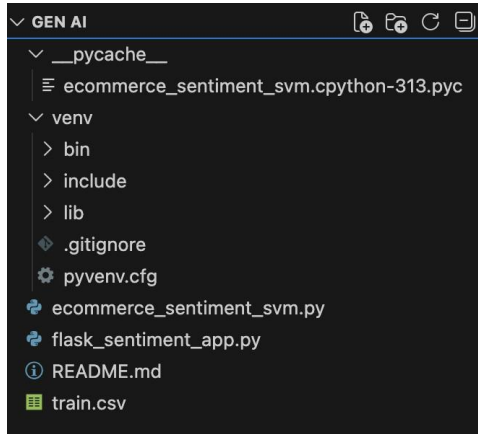 GEN AI
__pycache__
ecommerce_sentiment_svm.cpython-313.pyc
venv
bin
include
lib
.gitignore
pyvenv.cfg
ecommerce_sentiment_svm.py
flask_sentiment_app.py
README.md
train.csv